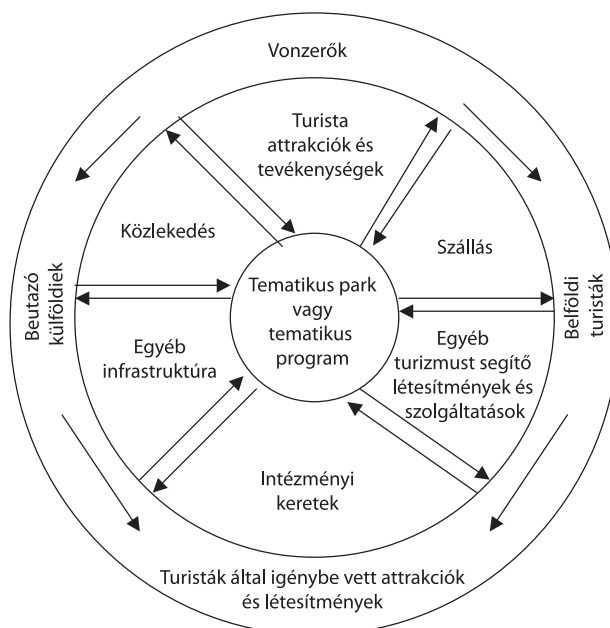 Vonzerők
Turista
attrakciók és
tevékenységek
Közlekedés
Szállás
Beutazó
külföldiek
Tematikus park
vagy
tematikus
program
Belföldi
turisták
Egyéb
infrastruktúra
Egyéb
turizmust segítő
létesítmények és
szolgáltatások
Intézményi
keretek
Turisták által igénybe vett attrakciók
és létesítmények